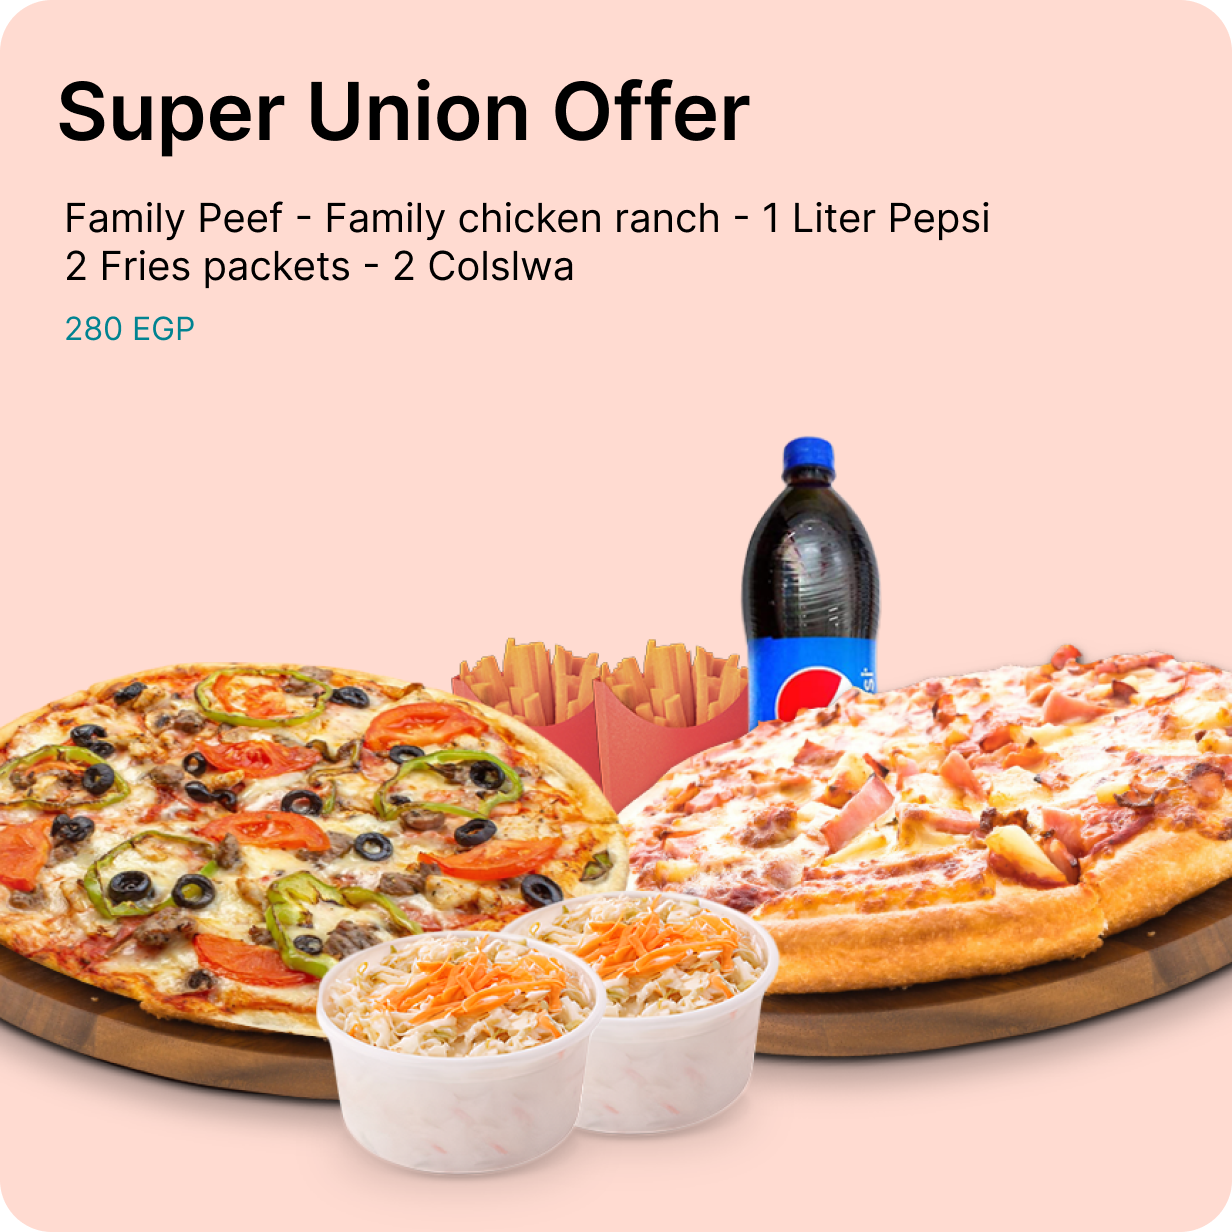 Super Union Offer
Family Peef - Family chicken ranch - 1 Liter Pepsi
2 Fries packets - 2 Colslwa
280 EGP